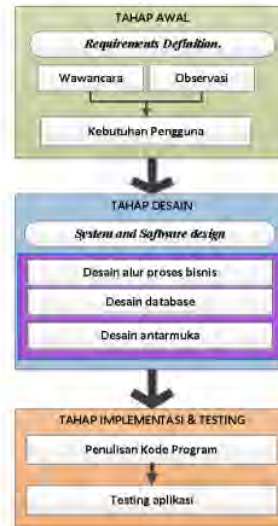 TAHAP AWAL
Requirements Definition.
Wawancara
Observasi
Kebutuhan Pengguna
TAHAP DESAIN
System and Software design
Desain alur proses bisnis
Desain database
Desain antarmuka
TAHAP IMPLEMENTASI & TESTING
Penulisan Kode Program
Testing aplikasi